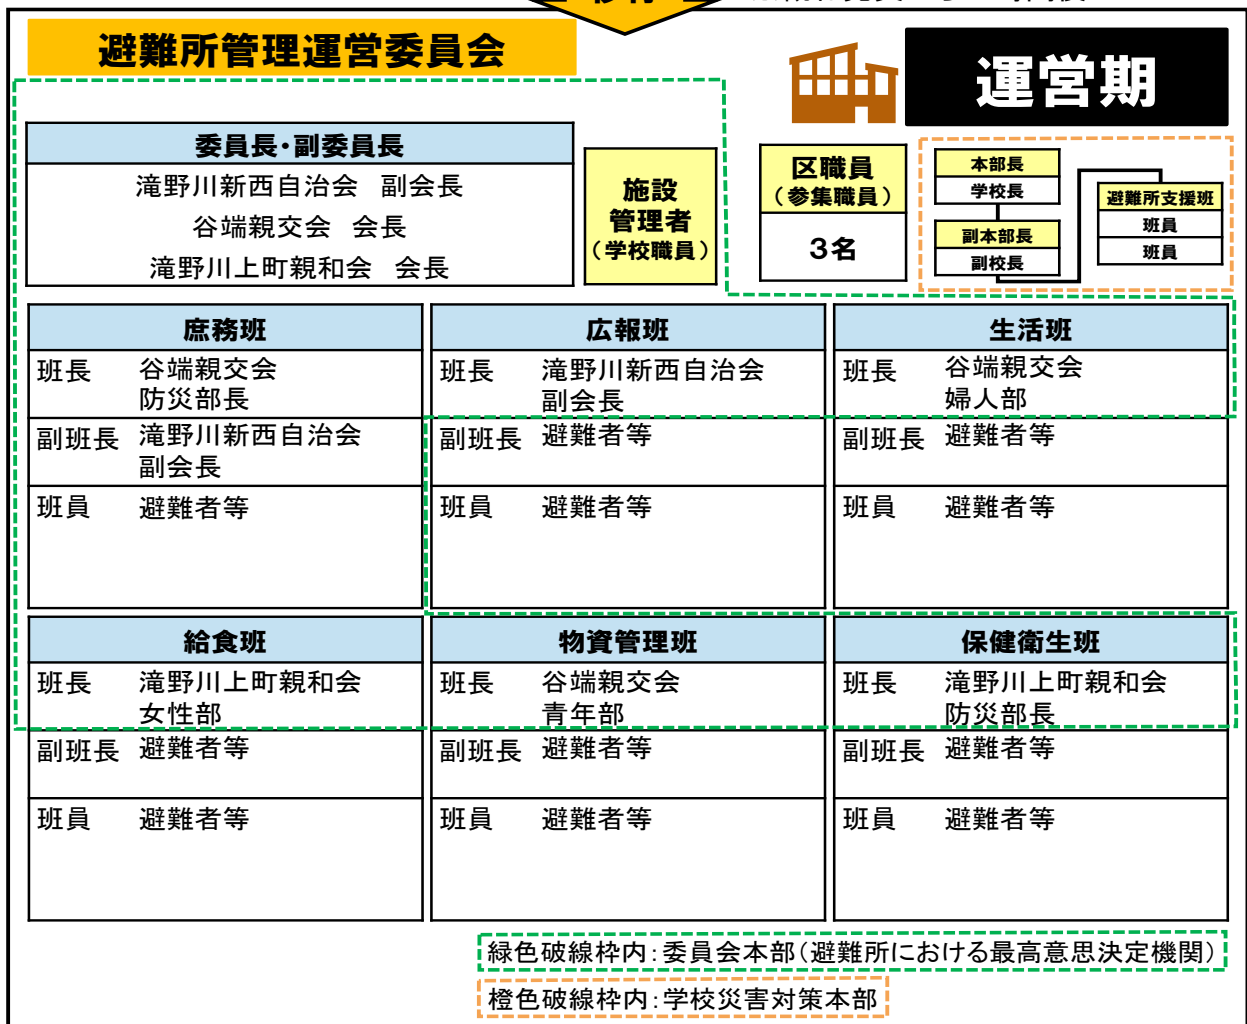 避難所管理運営委員会
運営期
委員長・副委員長
滝野川新西自治会 副会長
谷端親交会 会長
滝野川上町親和会 会長
施設
管理者
（学校職員）
区職員
（参集職員）
３名
本部長
学校長
副本部長
副校長
避難所支援班
班員
班員
庶務班
班長 谷端親交会
防災部長
副班長 滝野川新西自治会
副会長
班員 避難者等
広報班
班長 滝野川新西自治会
副会長
副班長 避難者等
班員 避難者等
生活班
班長 谷端親交会
婦人部
副班長 避難者等
班員 避難者等
給食班
班長 滝野川上町親和会
女性部
副班長 避難者等
班員 避難者等
物資管理班
班長 谷端親交会
青年部
副班長 避難者等
班員 避難者等
保健衛生班
班長 滝野川上町親和会
防災部長
副班長 避難者等
班員 避難者等
緑色破線枠内：委員会本部（避難所における最高意思決定機関）
橙色破線枠内：学校災害対策本部